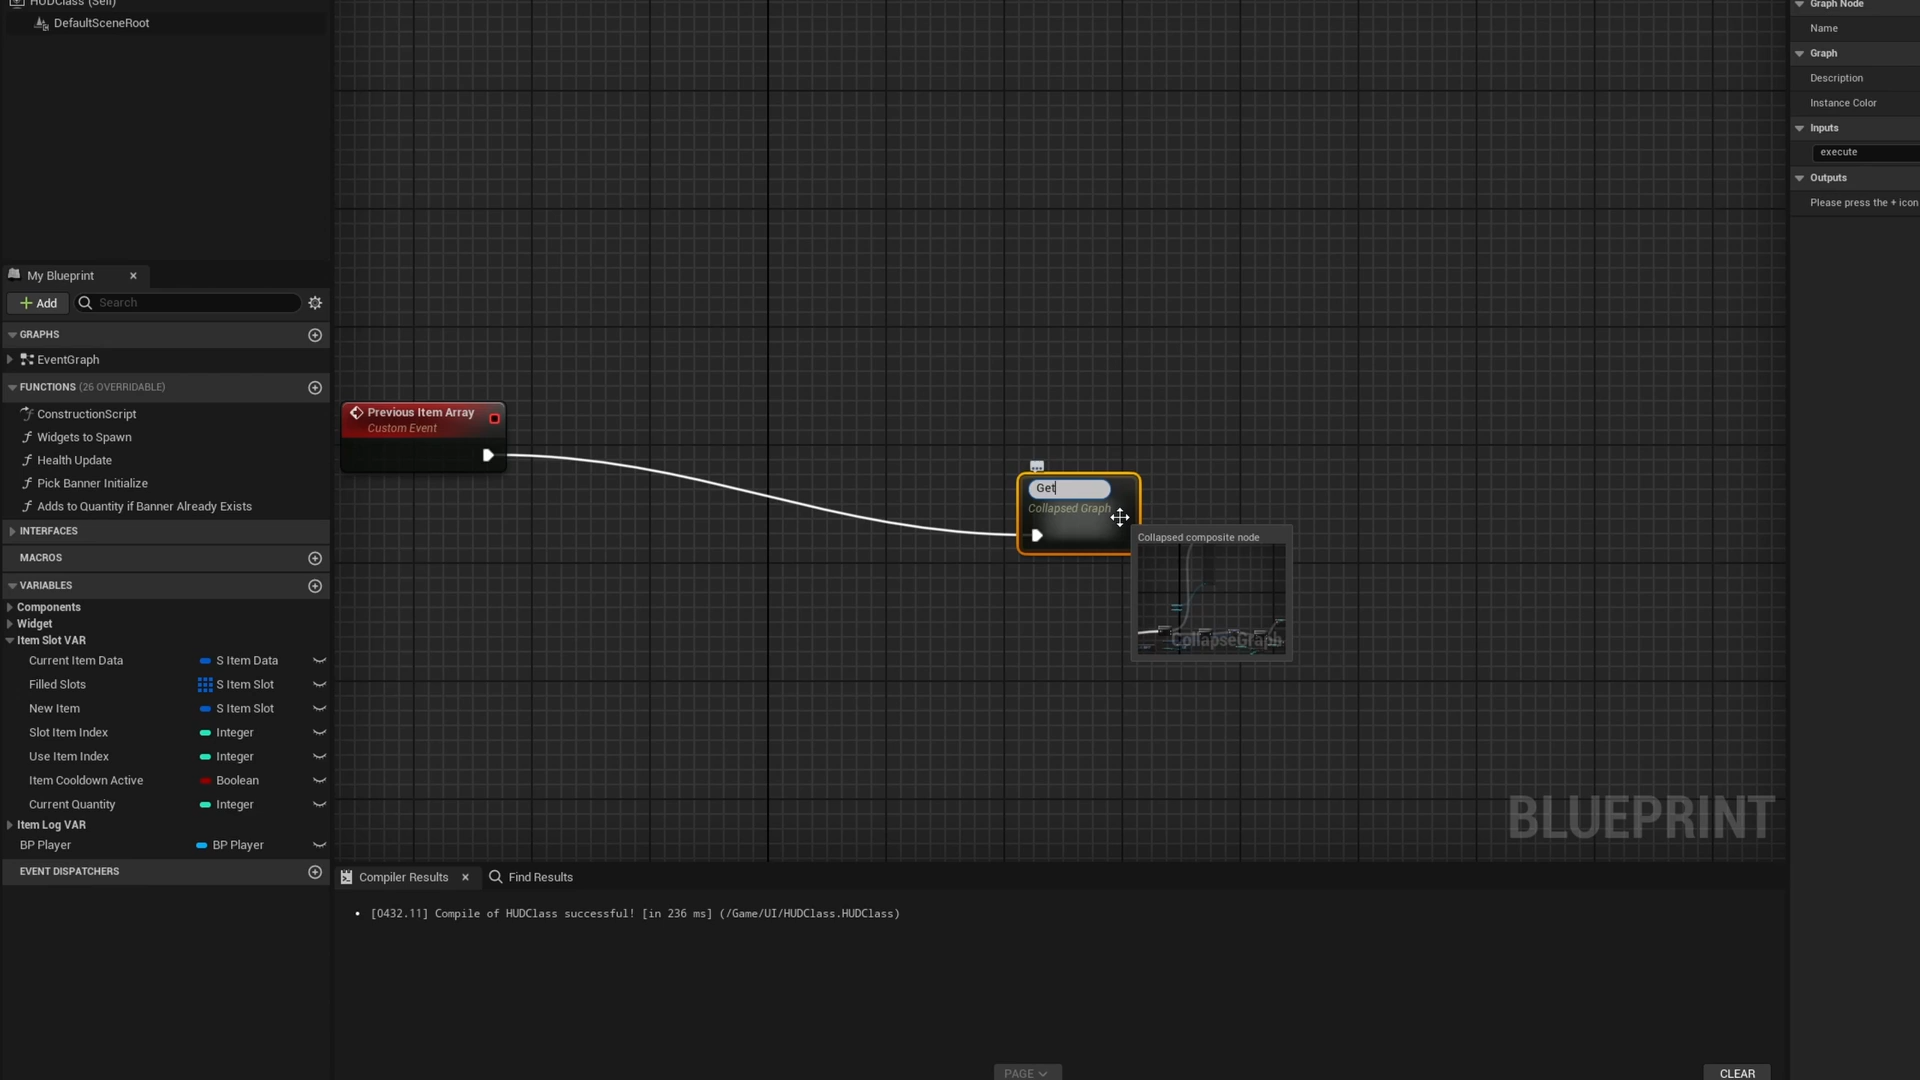 HUDClass (Self)
DefaultSceneRoot
My Blueprint
Add
Search
GRAPHS
EventGraph
FUNCTIONS (26 OVERRIDABLE)
ConstructionScript
Widgets to Spawn
Health Update
Pick Banner Initialize
Adds to Quantity if Banner Already Exists
INTERFACES
MACROS
VARIABLES
Components
Widget
Item Slot VAR
Current Item Data S Item Data
Filled Slots S Item Slot
New Item S Item Slot
Slot Item Index Integer
Use Item Index Integer
Item Cooldown Active Boolean
Current Quantity Integer
Item Log VAR
BP Player BP Player
EVENT DISPATCHERS
Previous Item Array
Custom Event
Get
Collapsed Graph
Collapsed composite node
CollapseGraph
BLUEPRINT
Compiler Results
Find Results
• [0432.11] Compile of HUDClass successful! [in 236 ms] (/Game/UI/HUDClass.HUDClass)
PAGE
CLEAR
Graph Node
Name
Graph
Description
Instance Color
Inputs
execute
Outputs
Please press the + icon